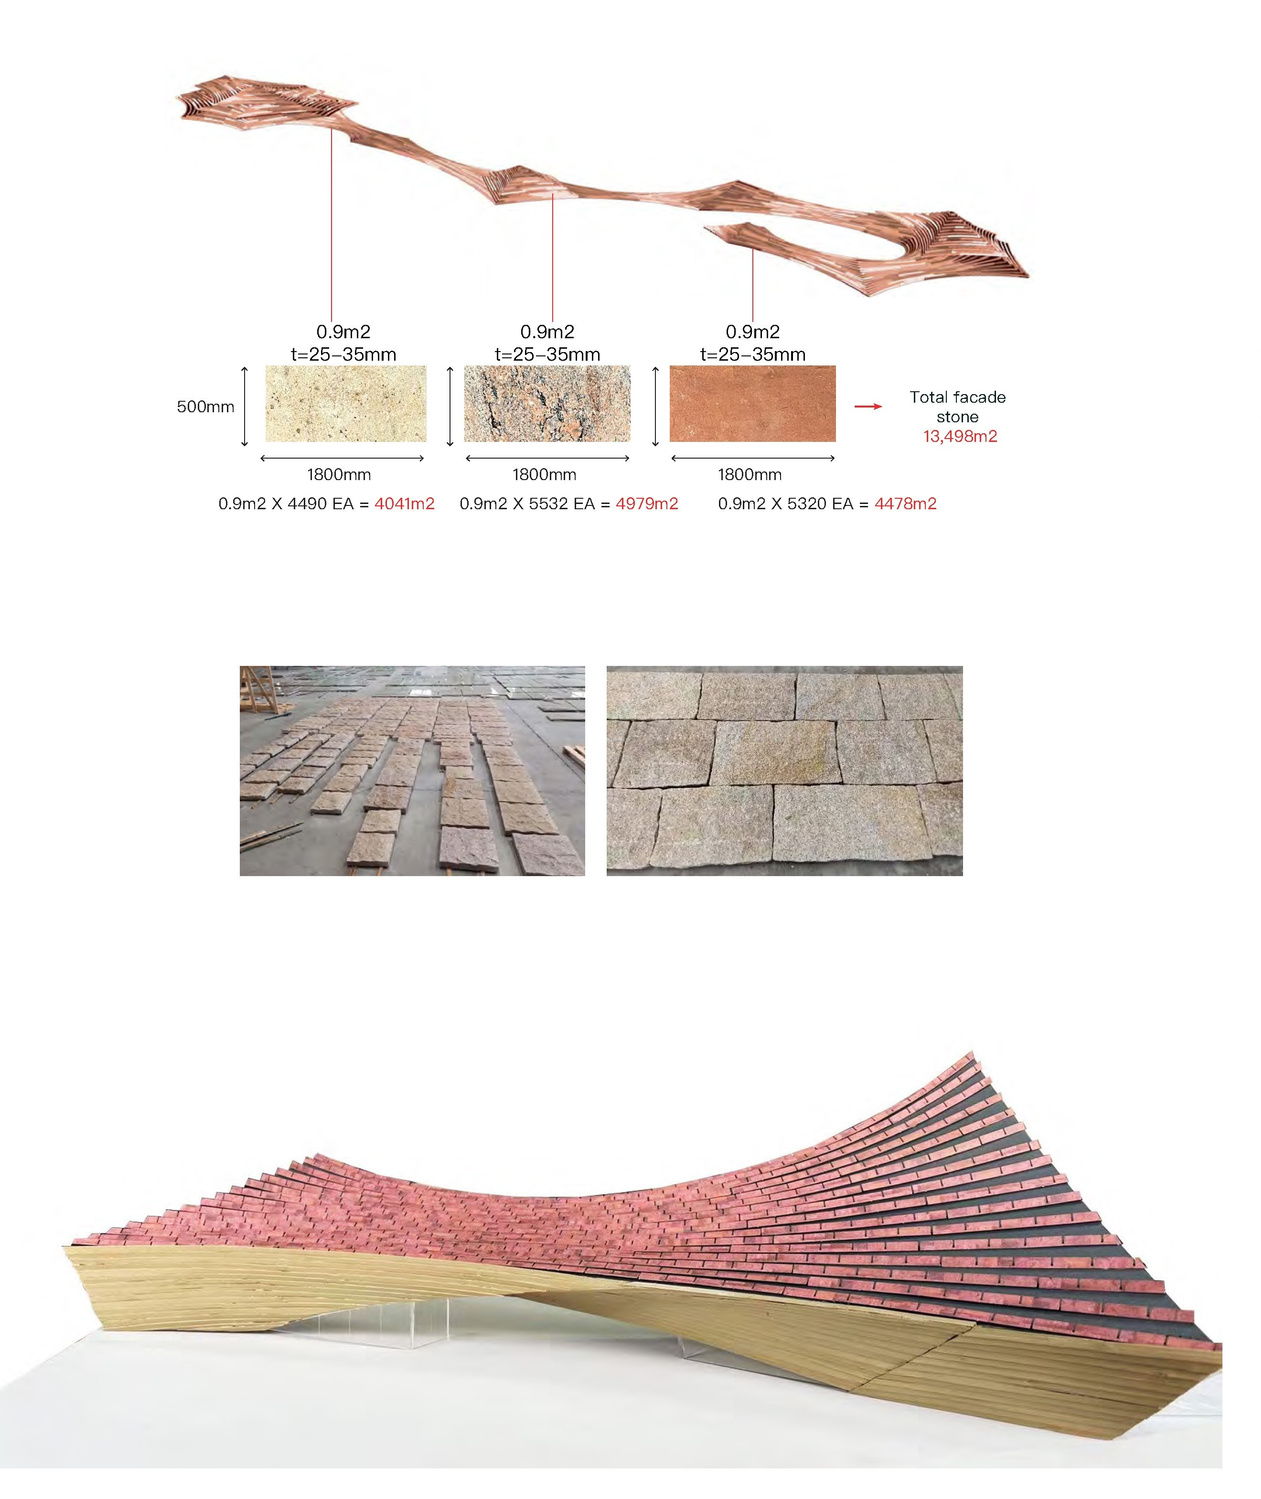 0.9m2
t=25–35mm
0.9m2
t=25–35mm
0.9m2
t=25–35mm
500mm
1800mm
1800mm
1800mm
Total facade
stone
13,498m2
0.9m2 X 4490 EA = 4041m2
0.9m2 X 5532 EA = 4979m2
0.9m2 X 5320 EA = 4478m2